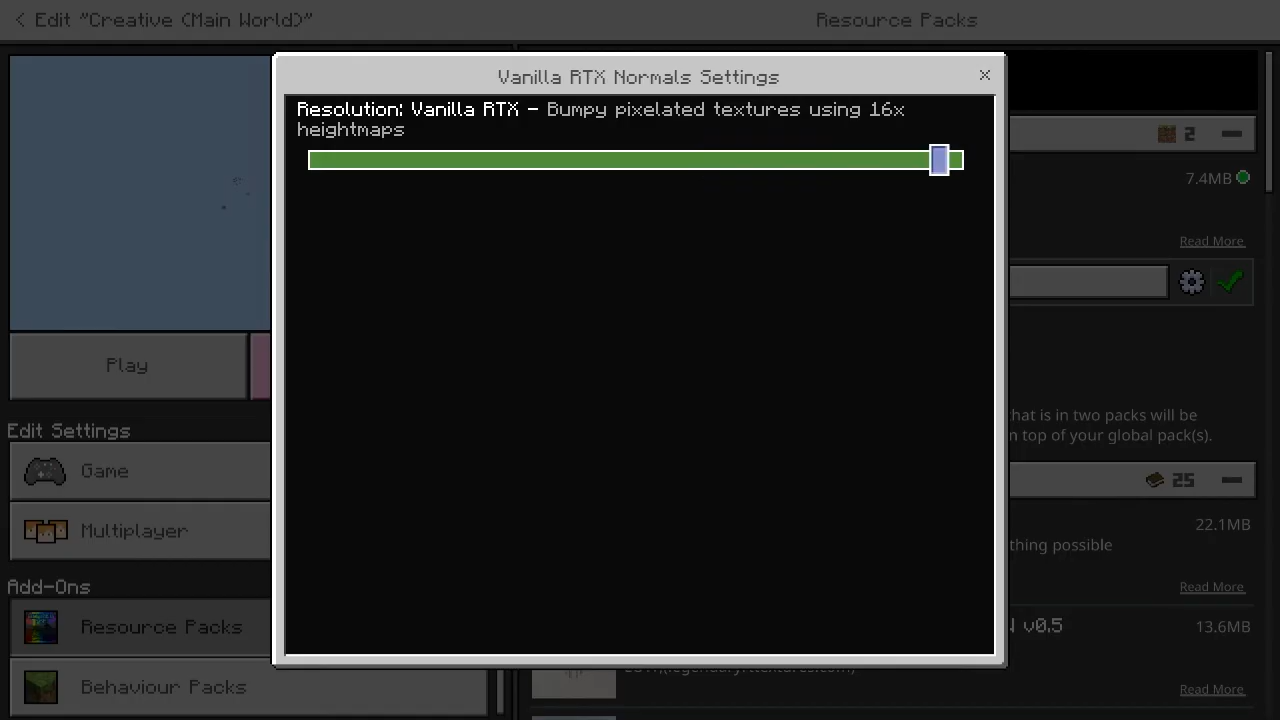 Edit "Creative (Main World)"
Resource Packs
Vanilla RTX Normals Settings
Resolution: Vanilla RTX - Bumpy pixelated textures using 16x
heightmaps
2
7.4MB
Read More
Play
hat is in two packs will be
top of your global pack(s).
Edit Settings
Game
25
22.1MB
Multiplayer
thing possible
Read More
Add-Ons
Resource Packs
v0.5
13.6MB
Behaviour Packs
Read More